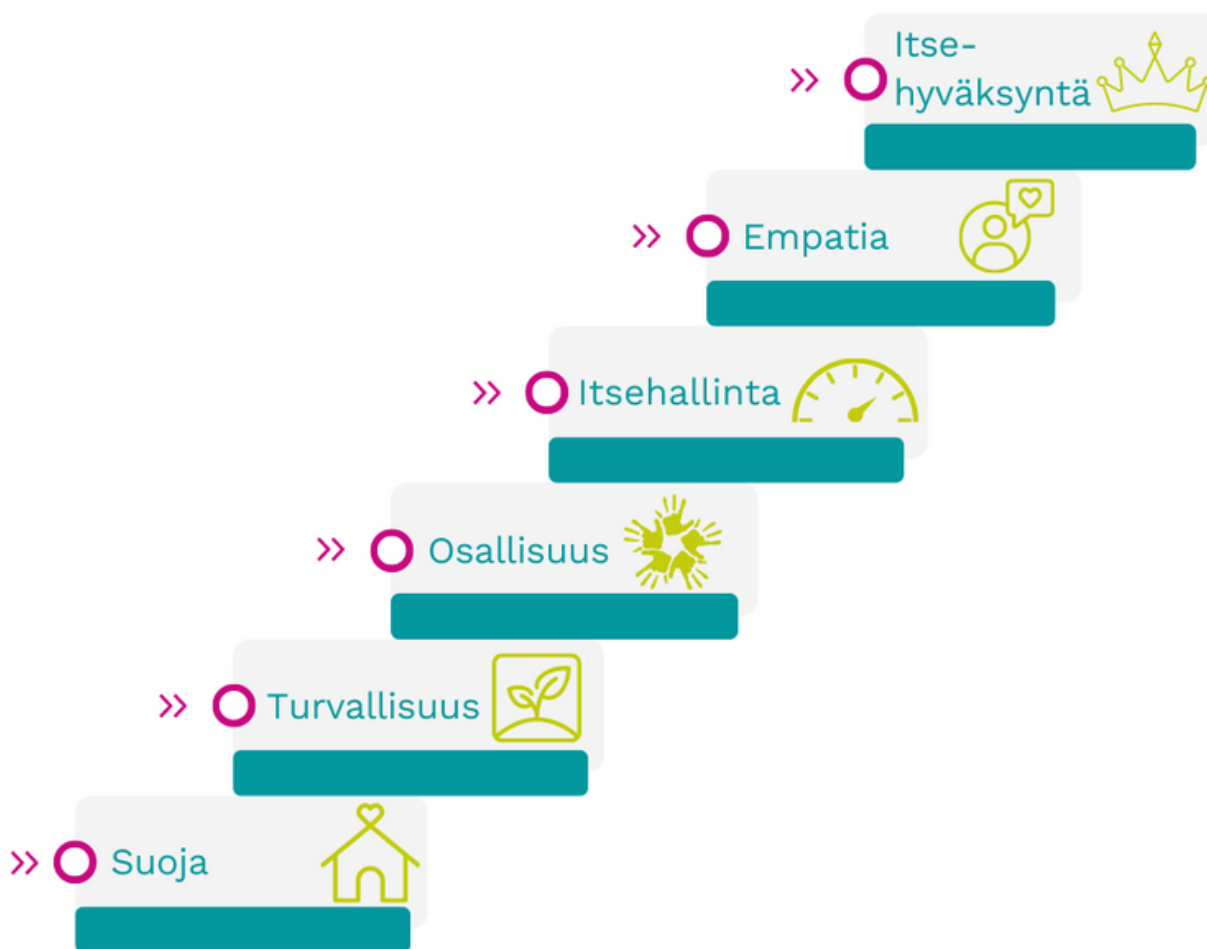 Itse-
hyväksyntä
Empatia
Itsehallinta
Osallisuus
Turvallisuus
Suoja